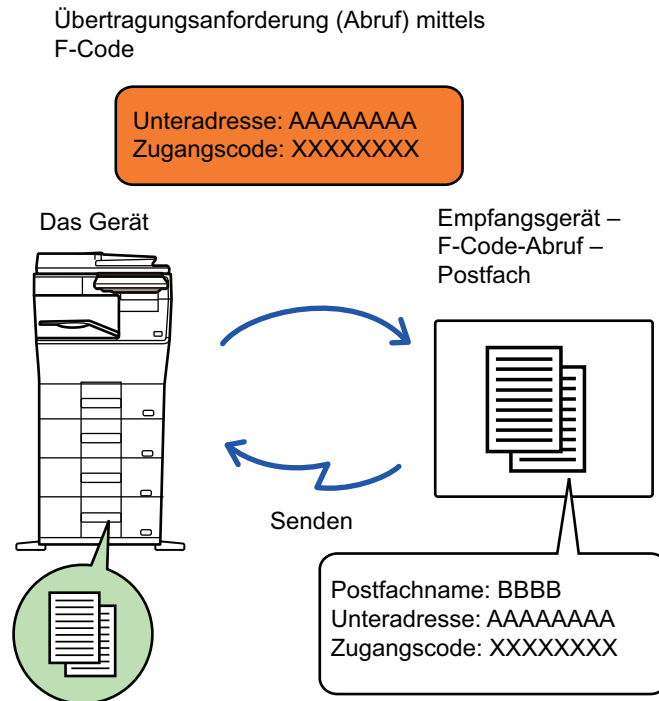 Übertragungsanforderung (Abruf) mittels
F-Code
Unteradresse: AAAAAAAA
Zugangscode: XXXXXXXX
Das Gerät
Empfangsgerät –
F-Code-Abruf –
Postfach
Senden
Postfachname: BBBB
Unteradresse: AAAAAAAA
Zugangscode: XXXXXXXX